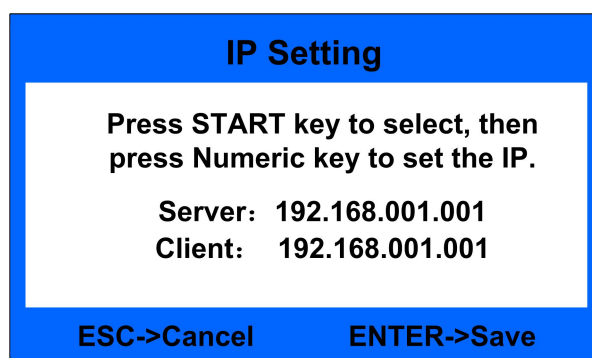 IP Setting
Press START key to select, then
press Numeric key to set the IP.
Server：192.168.001.001
Client： 192.168.001.001
ESC->Cancel ENTER->Save